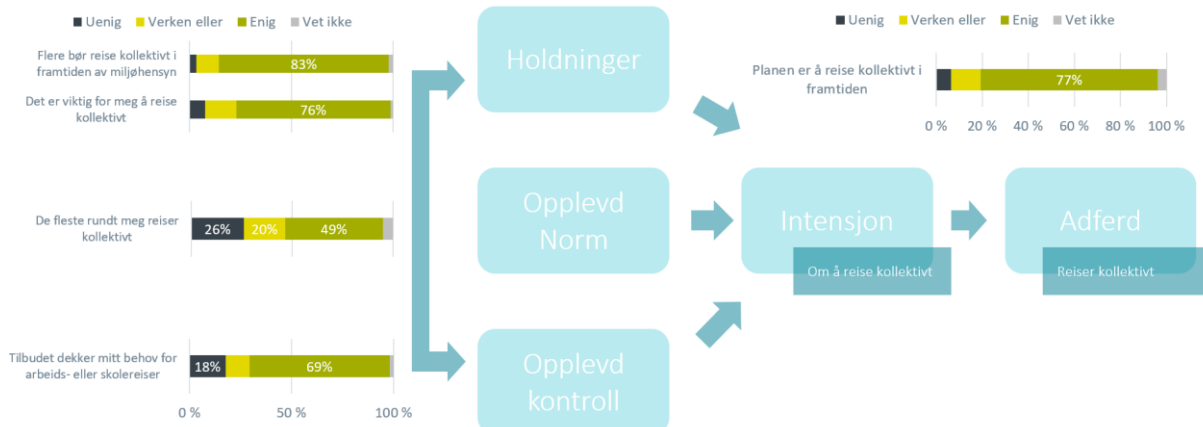 Uenig Verken eller Enig Vet ikke
0 % 50 % 100 %
Flere bør reise kollektivt i
framtiden av miljøhensyn
83%
Det er viktig for meg å reise
kollektivt
76%
De fleste rundt meg reiser
kollektivt
26% 20% 49%
Tilbudet dekker mitt behov for
arbeids- eller skolereiser
18% 69%
0 % 50 % 100 %
Holdninger
Opplevd
Norm
Opplevd
kontroll
Uenig Verken eller Enig Vet ikke
Planen er å reise kollektivt i
framtiden
77%
0 % 20 % 40 % 60 % 80 % 100 %
Intensjon
Om å reise kollektivt
Adferd
Reiser kollektivt